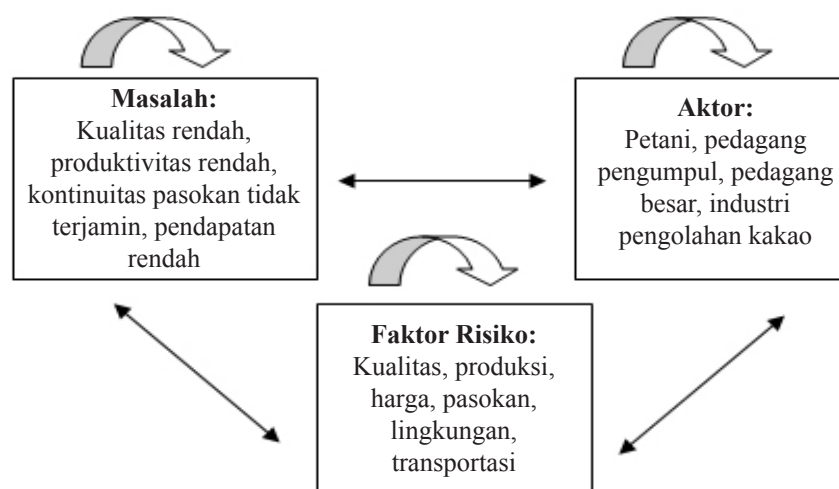 Masalah:
Kualitas rendah,
produktivitas rendah,
kontinuitas pasokan tidak
terjamin, pendapatan
rendah
Aktor:
Petani, pedagang
pengumpul, pedagang
besar, industri
pengolahan kakao
Faktor Risiko:
Kualitas, produksi,
harga, pasokan,
lingkungan,
transportasi